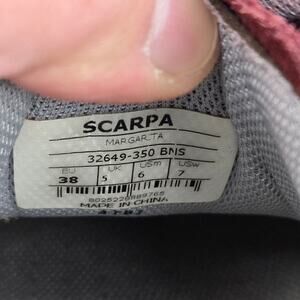 SCARPA
MARGARITA
32649-350 BNS
EU UK USm USw
38 5 6 7
MADE IN CHINA